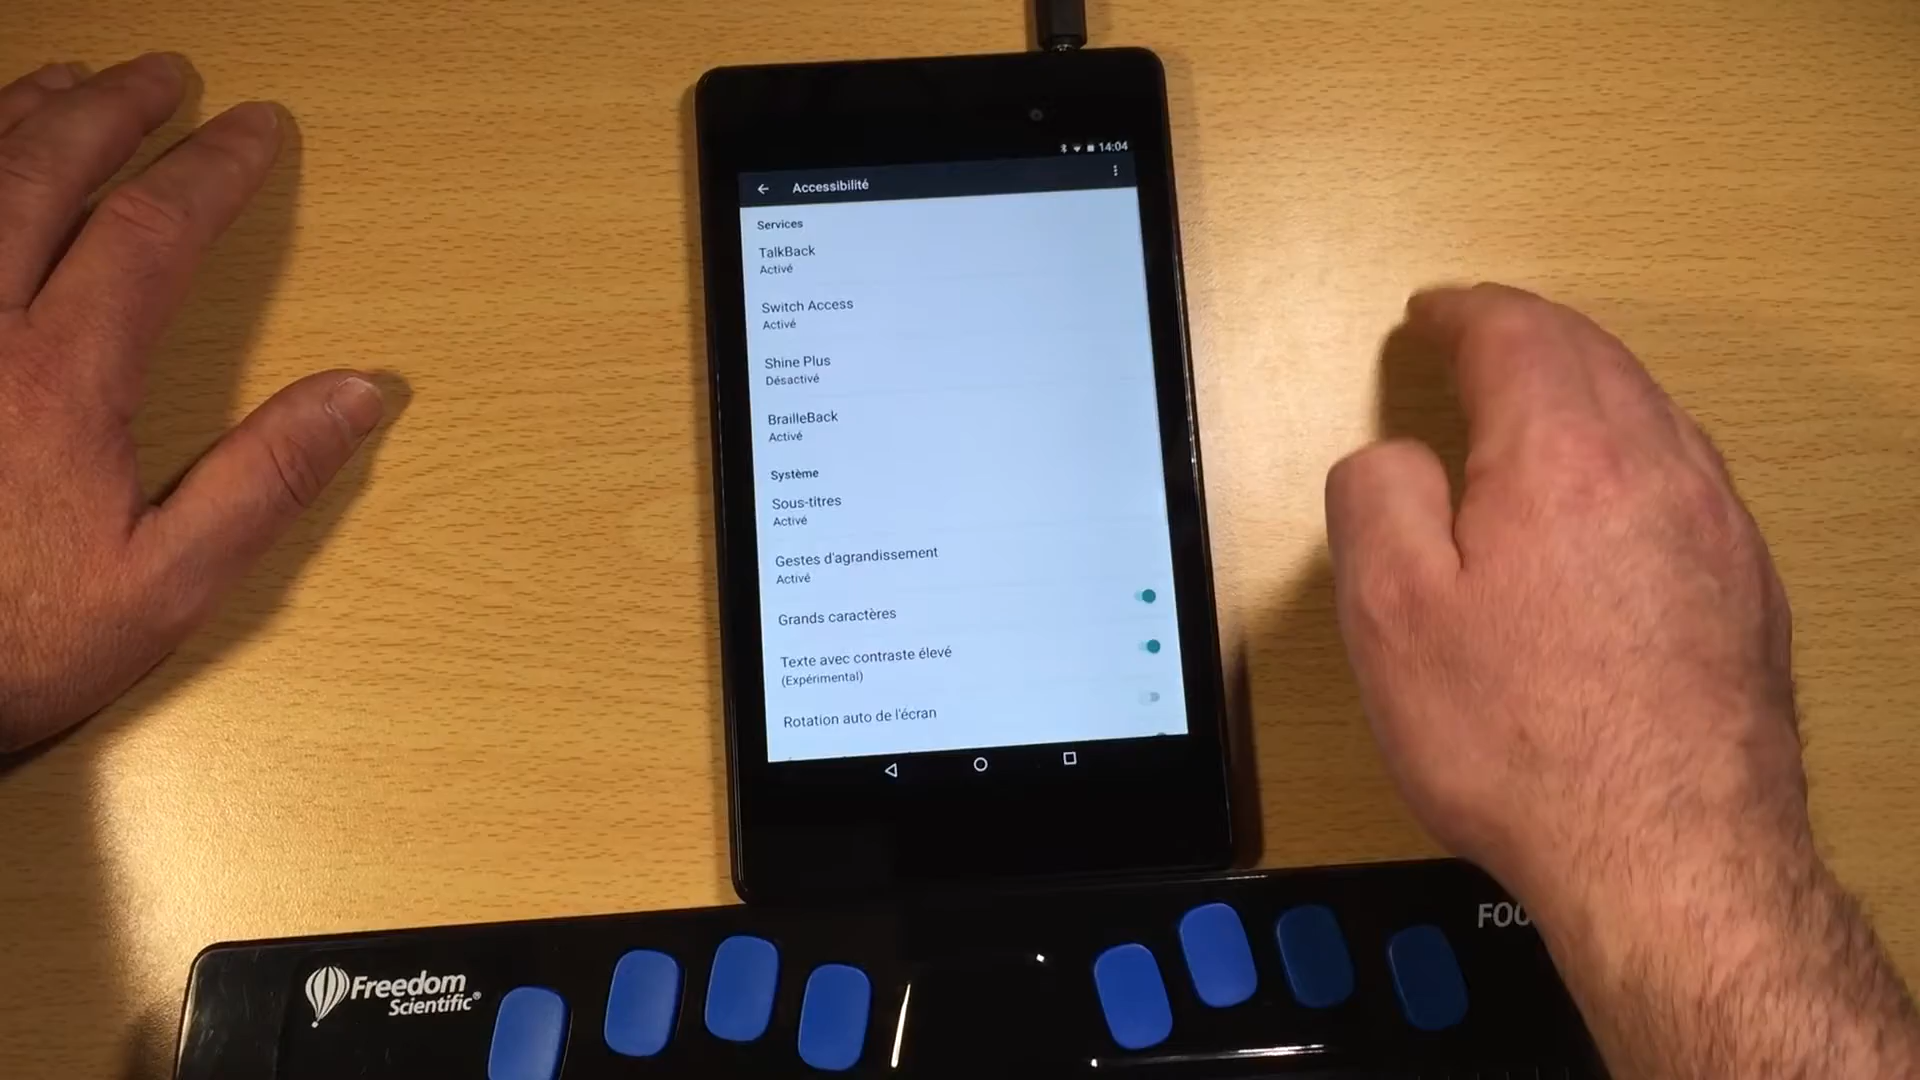 14:04
Accessibilité
Services
TalkBack
Activé
Switch Access
Activé
Shine Plus
Désactivé
BrailleBack
Activé
Système
Sous-titres
Activé
Gestes d'agrandissement
Activé
Grands caractères
Texte avec contraste élevé
(Expérimental)
Rotation auto de l'écran
Freedom
Scientific®